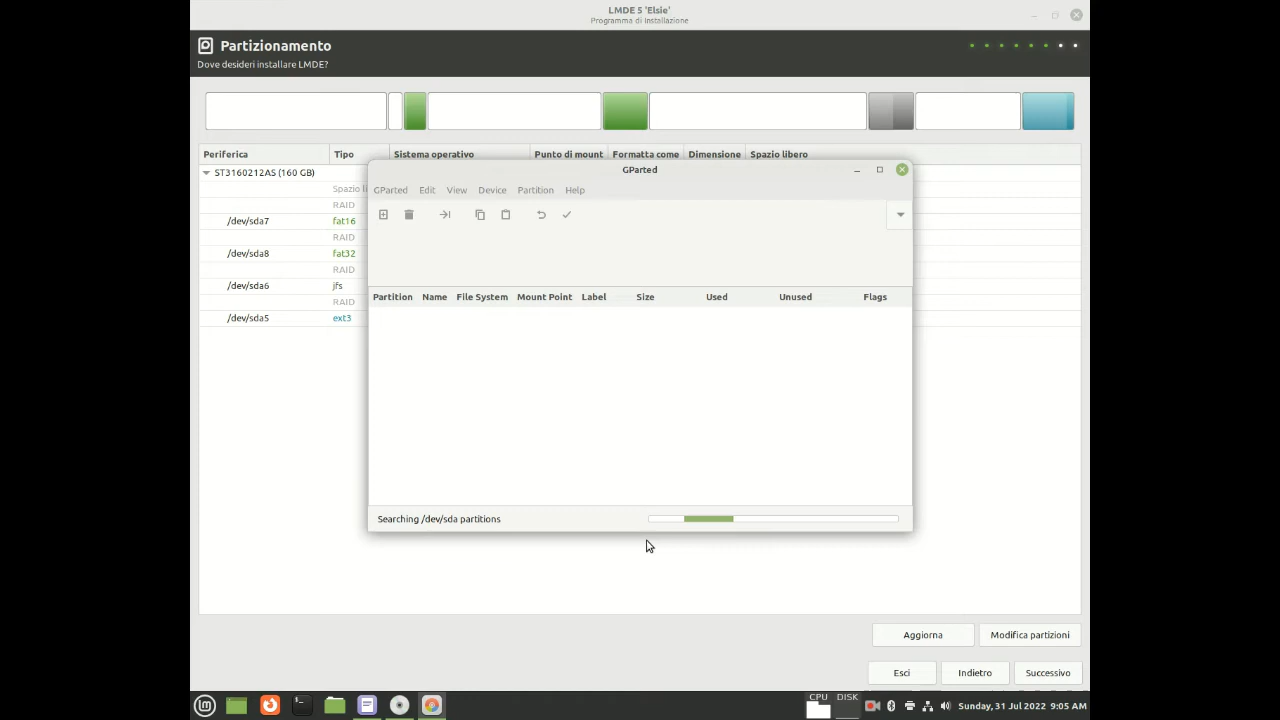 LMDE 5 'Elsie'
Programma di Installazione
Partizionamento
Dove desideri installare LMDE?
Periferica Tipo Sistema operativo Punto di mount Formatta come Dimensione Spazio libero
ST3160212AS (160 GB)
Spazio li
RAID
/dev/sda7 fat16
RAID
/dev/sda8 fat32
RAID
/dev/sda6 jfs
RAID
/dev/sda5 ext3
GParted
GParted Edit View Device Partition Help
Partition Name File System Mount Point Label Size Used Unused Flags
Searching /dev/sda partitions
Aggiorna Modifica partizioni
Esci Indietro Successivo
CPU DISK
Sunday, 31 Jul 2022 9:05 AM